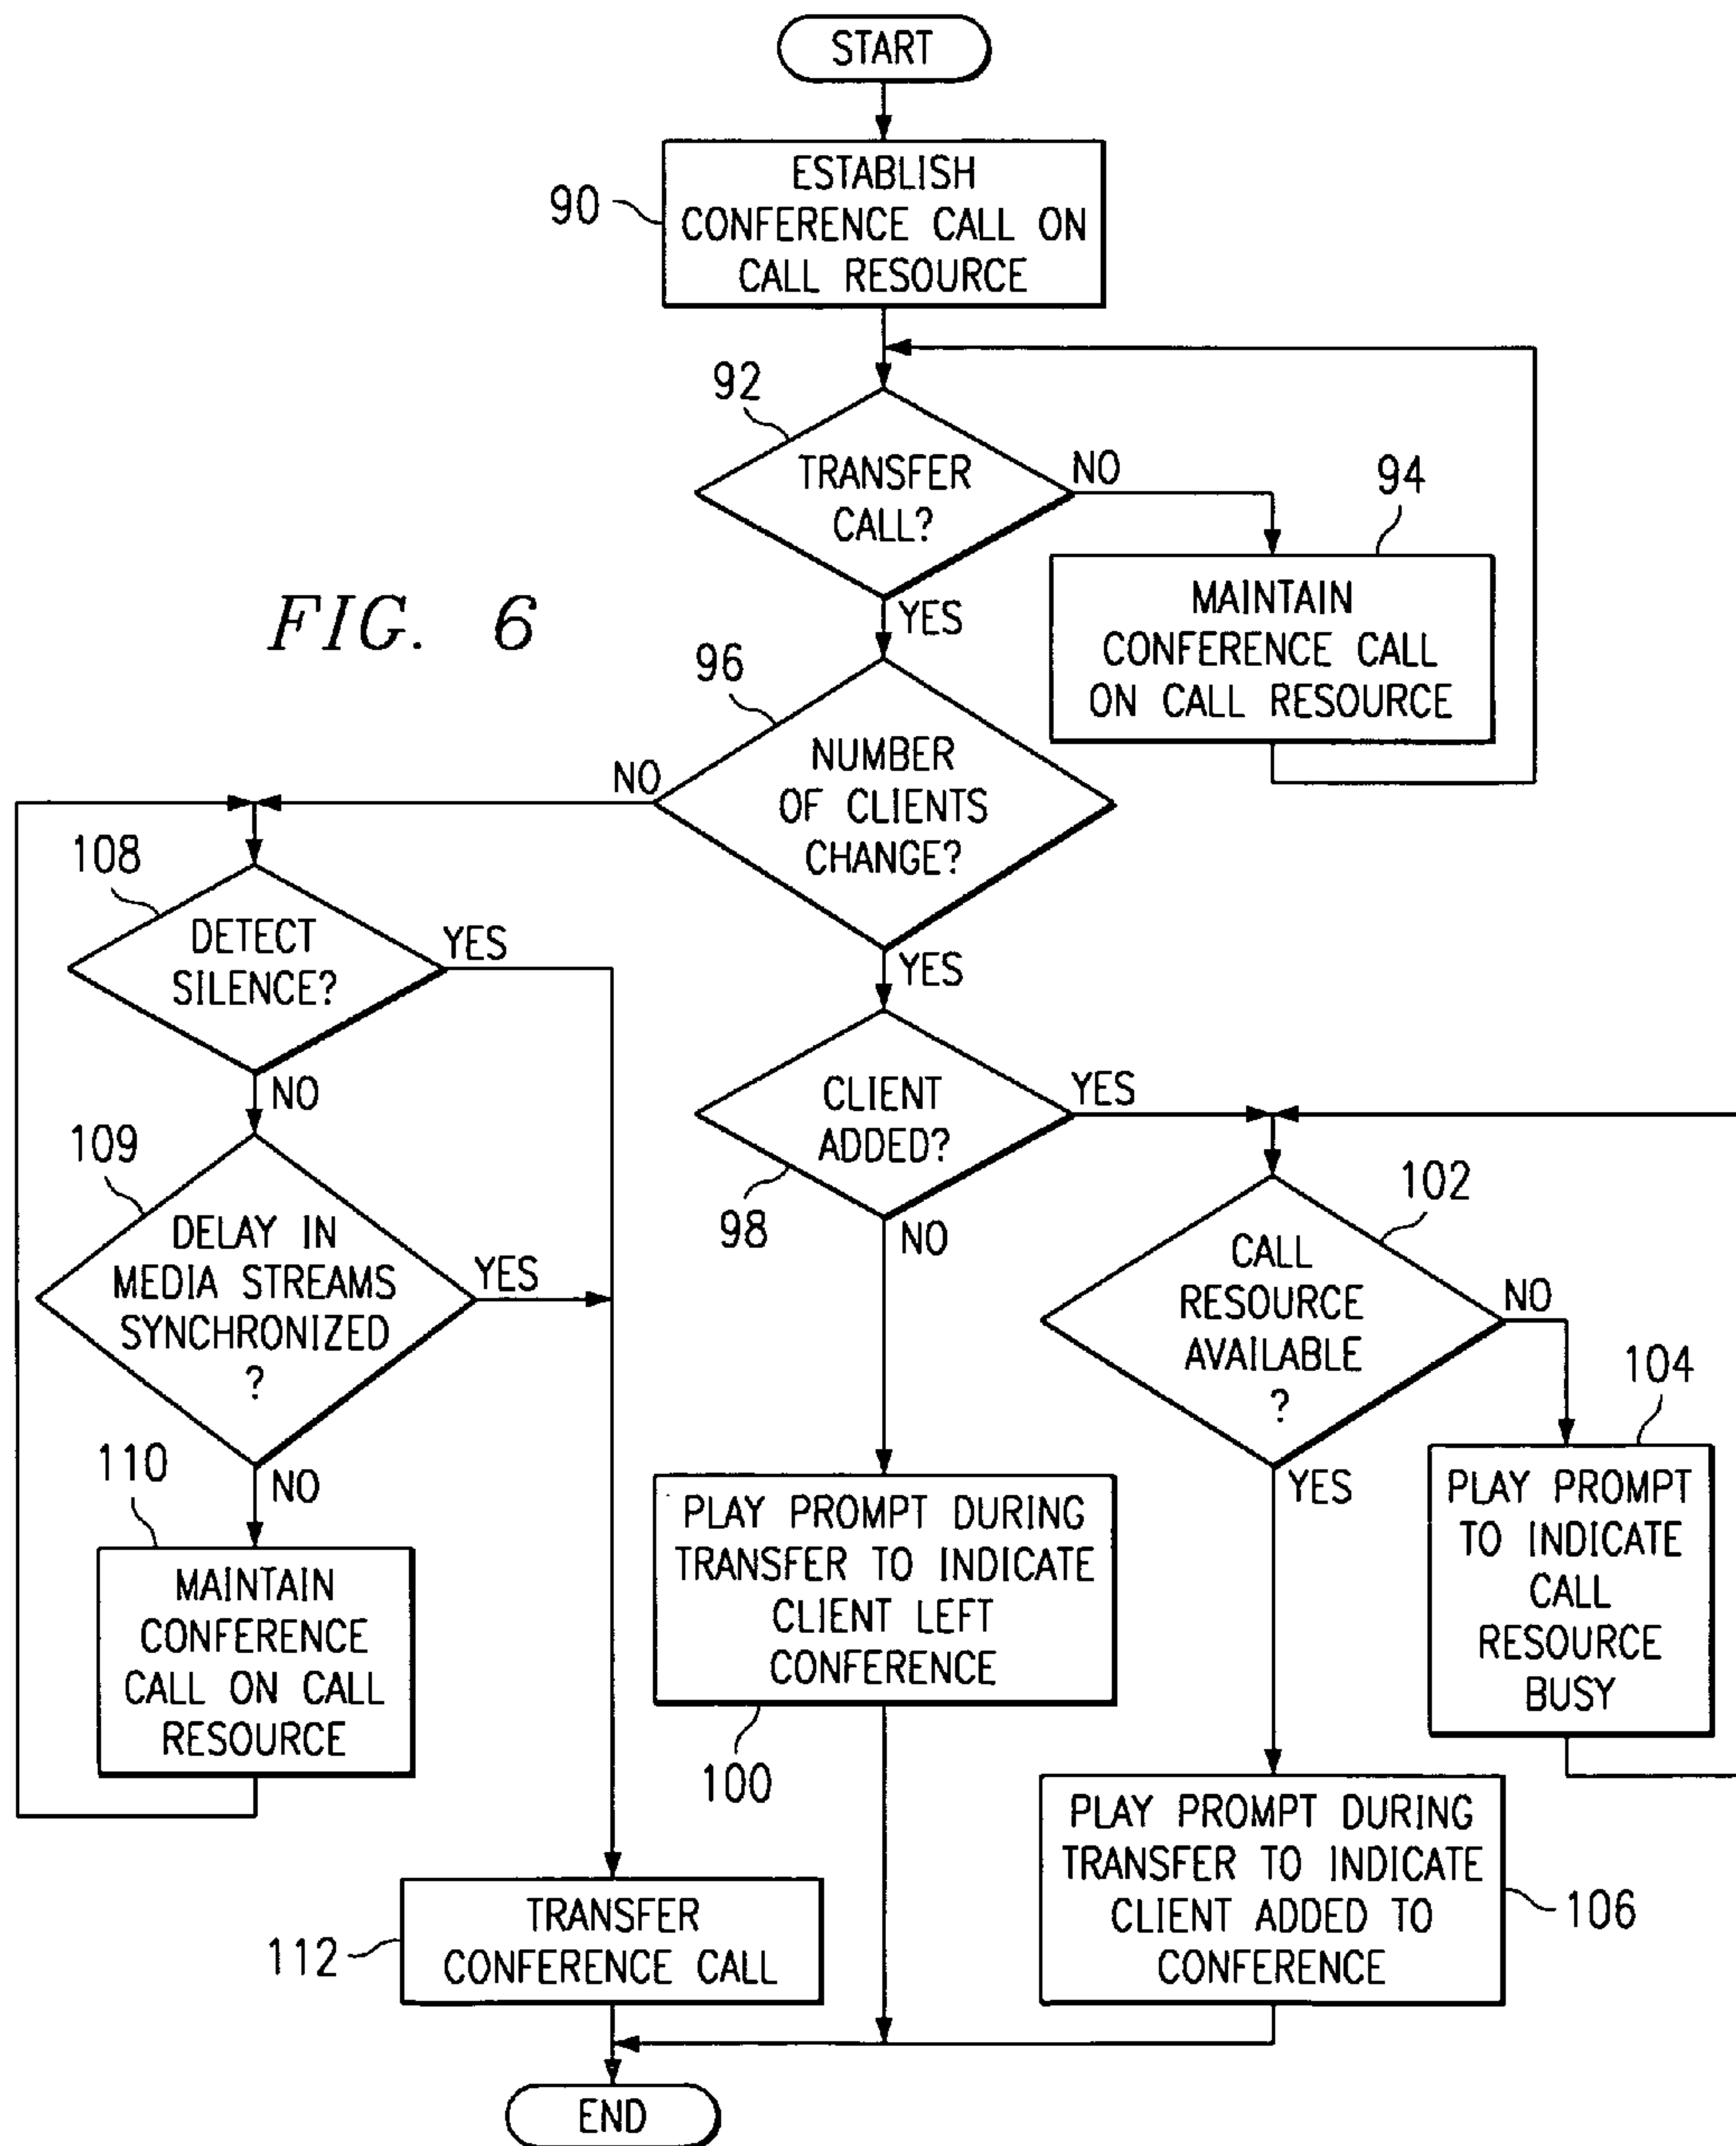 START
ESTABLISH
CONFERENCE CALL ON
CALL RESOURCE
90
92
TRANSFER
CALL?
NO
94
MAINTAIN
CONFERENCE CALL
ON CALL RESOURCE
YES
FIG. 6
96
NUMBER
OF CLIENTS
CHANGE?
NO
YES
108
DETECT
SILENCE?
YES
NO
109
DELAY IN
MEDIA STREAMS
SYNCHRONIZED
?
YES
NO
110
MAINTAIN
CONFERENCE
CALL ON CALL
RESOURCE
CLIENT
ADDED?
YES
98
NO
102
CALL
RESOURCE
AVAILABLE
?
NO
YES
104
PLAY PROMPT
TO INDICATE
CALL
RESOURCE
BUSY
PLAY PROMPT DURING
TRANSFER TO INDICATE
CLIENT LEFT
CONFERENCE
100
PLAY PROMPT DURING
TRANSFER TO INDICATE
CLIENT ADDED TO
CONFERENCE
106
TRANSFER
CONFERENCE CALL
112
END